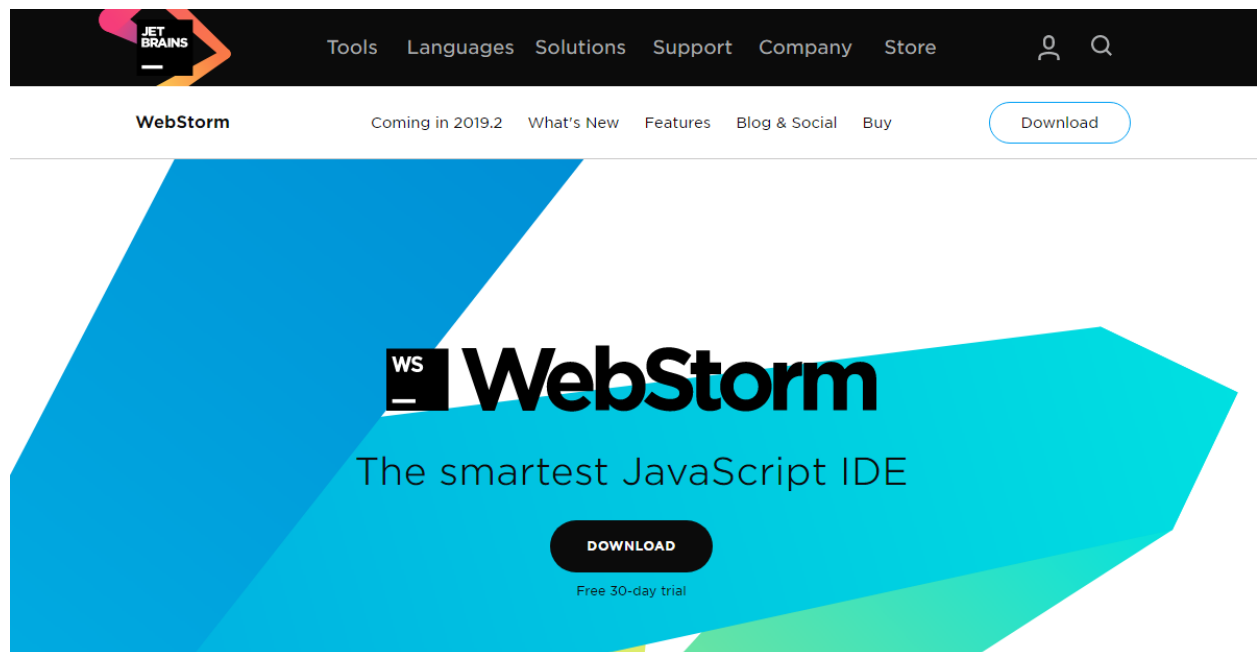 JET
BRAINS
Tools Languages Solutions Support Company Store
WebStorm Coming in 2019.2 What's New Features Blog & Social Buy Download
WS WebStorm
The smartest JavaScript IDE
DOWNLOAD
Free 30-day trial